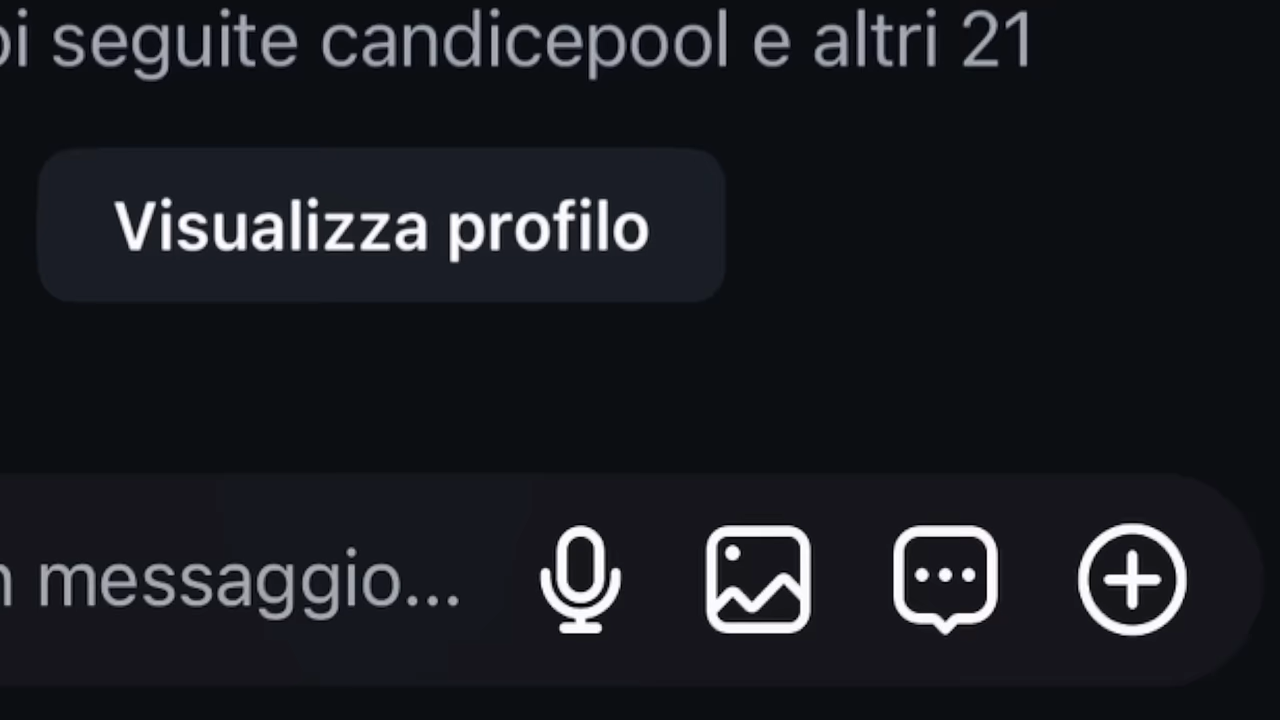 seguite candicepool e altri 21
Visualizza profilo
messaggio...